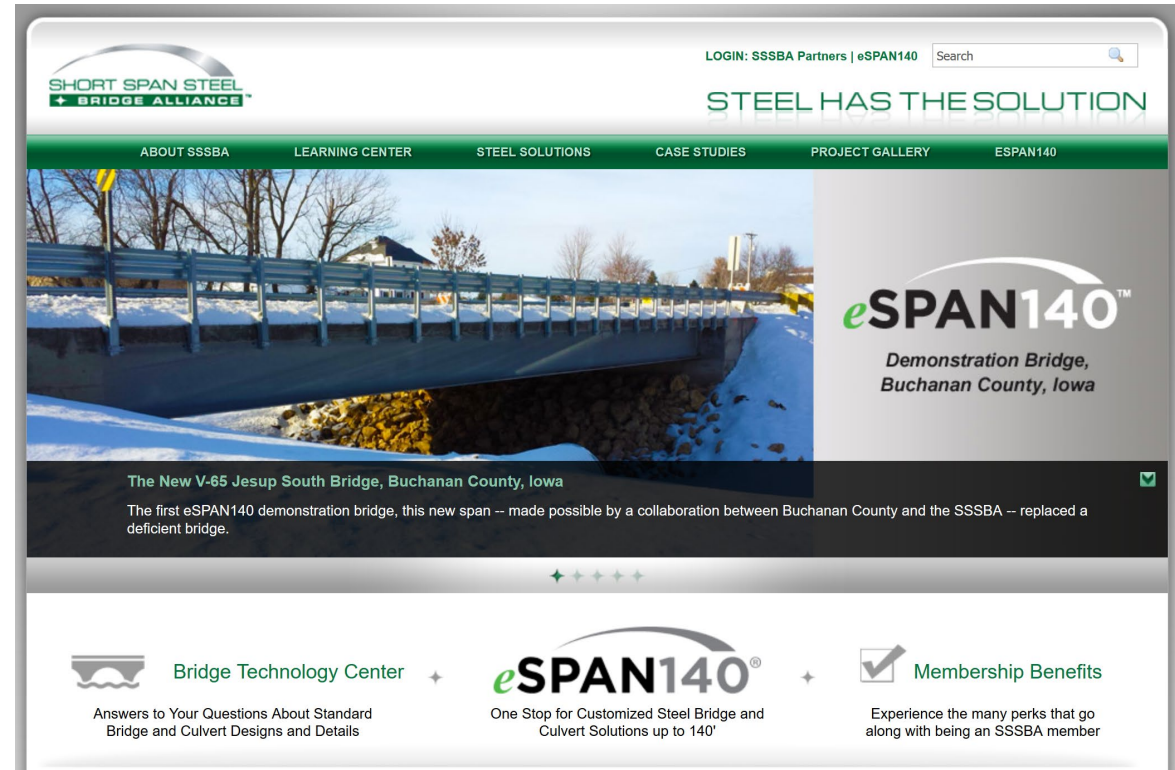 SHORT SPAN STEEL
BRIDGE ALLIANCE™
LOGIN: SSSBA Partners | eSPAN140
Search
STEEL HAS THE SOLUTION
ABOUT SSSBA
LEARNING CENTER
STEEL SOLUTIONS
CASE STUDIES
PROJECT GALLERY
ESPAN140
eSPAN140™
Demonstration Bridge,
Buchanan County, Iowa
The New V-65 Jesup South Bridge, Buchanan County, Iowa
The first eSPAN140 demonstration bridge, this new span -- made possible by a collaboration between Buchanan County and the SSSBA -- replaced a
deficient bridge.
Bridge Technology Center
Answers to Your Questions About Standard
Bridge and Culvert Designs and Details
eSPAN140®
One Stop for Customized Steel Bridge and
Culvert Solutions up to 140'
Membership Benefits
Experience the many perks that go
along with being an SSSBA member